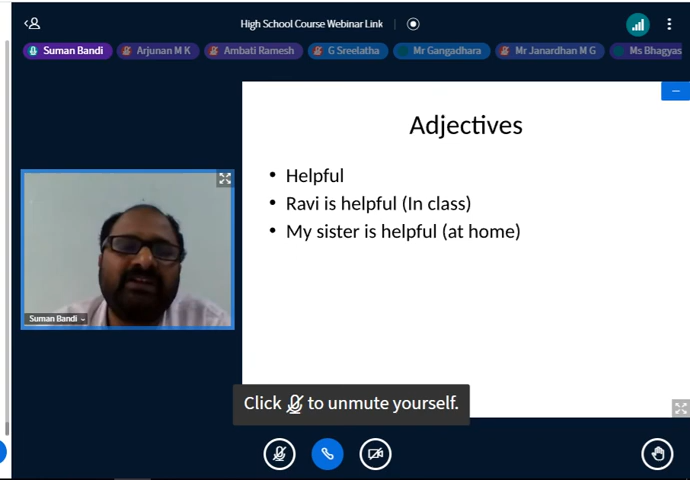 High School Course Webinar Link
Suman Bandi
Arjunan M K
Ambati Ramesh
G Sreelatha
Mr Gangadhara
Mr Janardhan M G
Ms Bhagyas
Adjectives
• Helpful
• Ravi is helpful (In class)
• My sister is helpful (at home)
Suman Bandi
Click to unmute yourself.